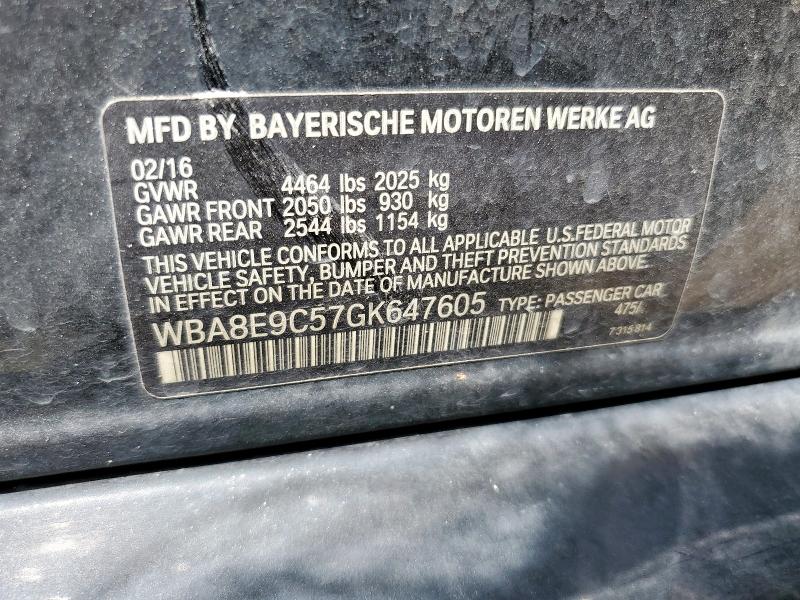 MFD BY BAYERISCHE MOTOREN WERKE AG
02/16
GVWR 4464 lbs 2025 kg
GAWR FRONT 2050 lbs 930 kg
GAWR REAR 2544 lbs 1154 kg
THIS VEHICLE CONFORMS TO ALL APPLICABLE U.S.FEDERAL MOTOR
VEHICLE SAFETY, BUMPER AND THEFT PREVENTION STANDARDS
IN EFFECT ON THE DATE OF MANUFACTURE SHOWN ABOVE.
WBA8E9C57GK647605 TYPE: PASSENGER CAR
475/
7315814